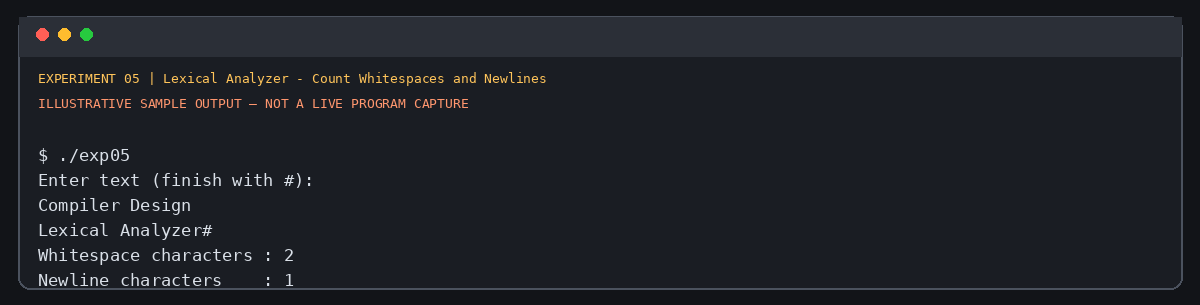 EXPERIMENT 05 | Lexical Analyzer - Count Whitespaces and Newlines
ILLUSTRATIVE SAMPLE OUTPUT — NOT A LIVE PROGRAM CAPTURE
$ ./exp05
Enter text (finish with #):
Compiler Design
Lexical Analyzer#
Whitespace characters : 2
Newline characters    : 1